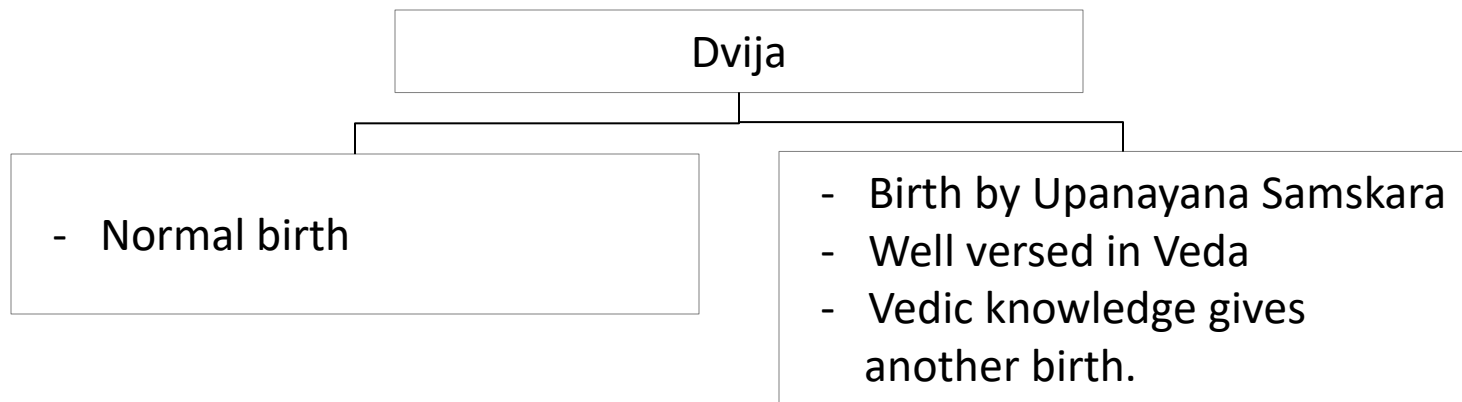 Dvija
- Normal birth
- Birth by Upanayana Samskara
- Well versed in Veda
- Vedic knowledge gives
another birth.